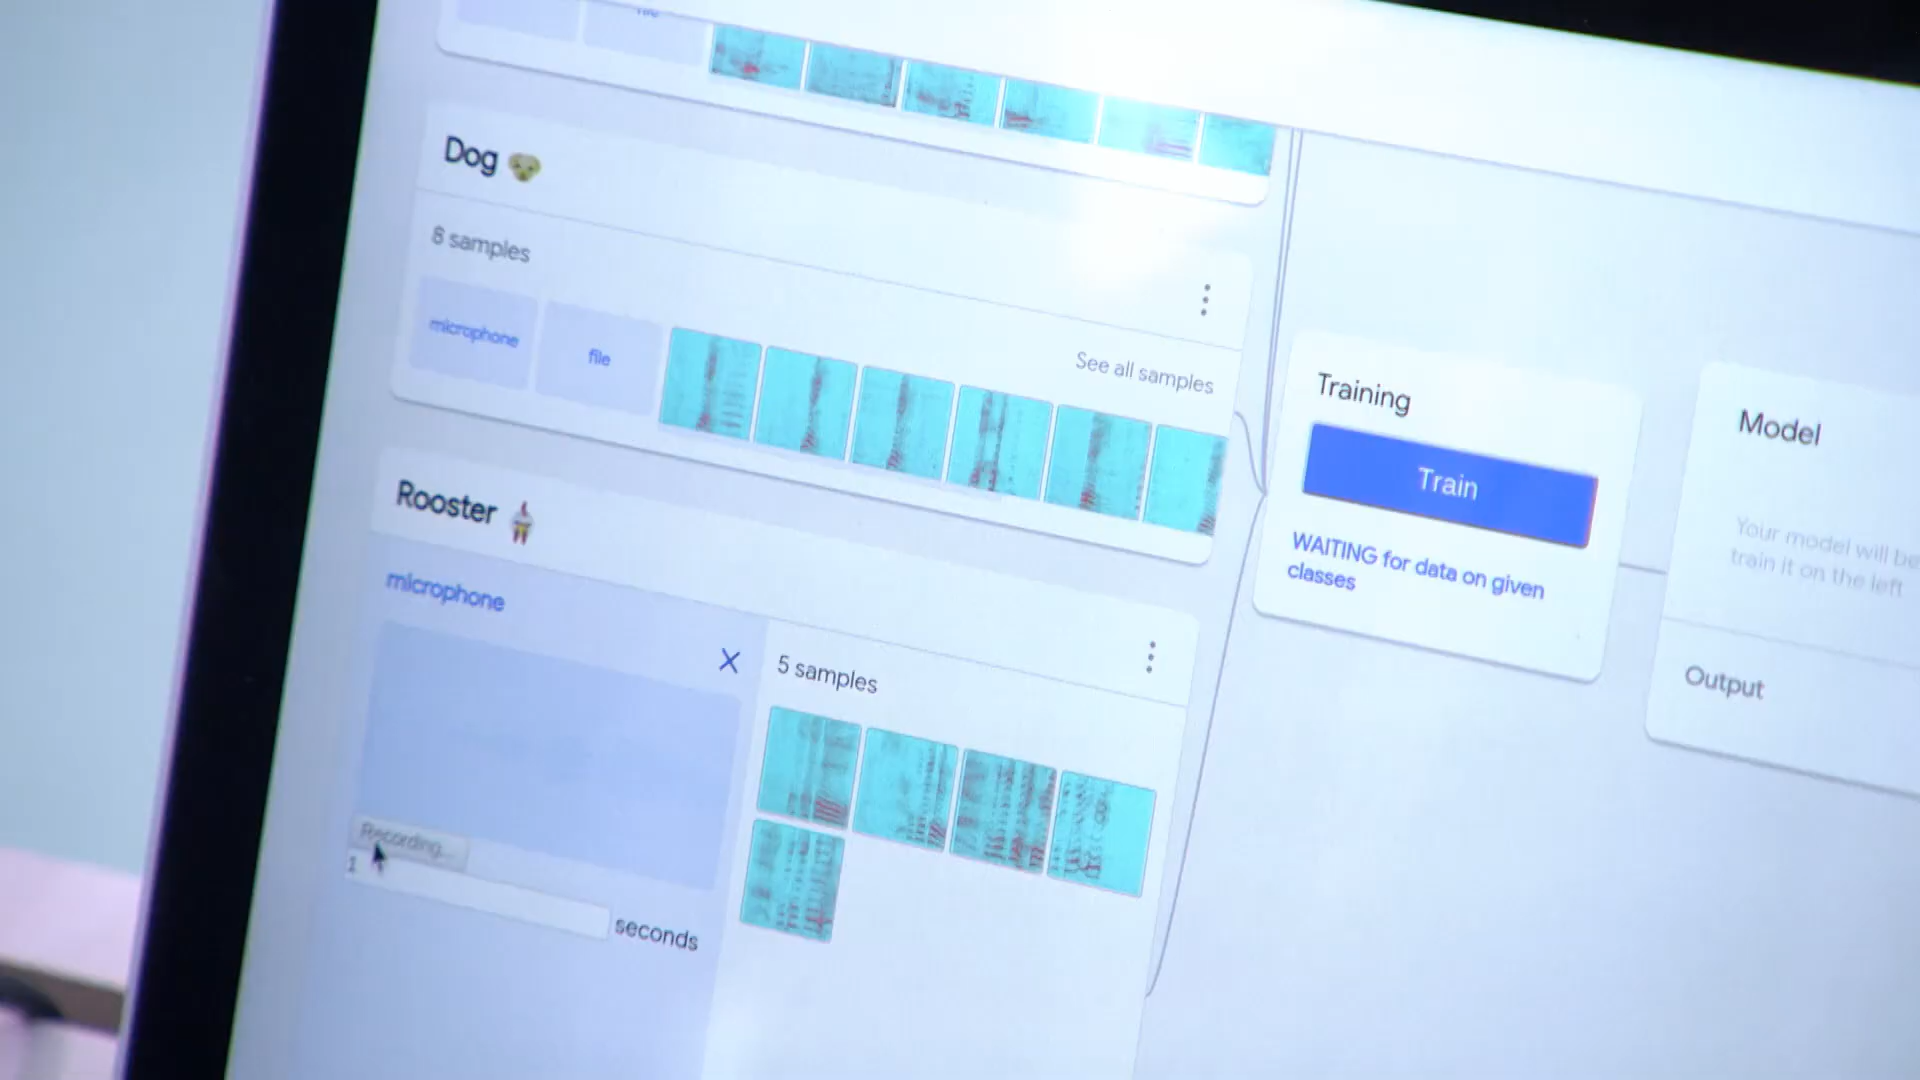 file
Dog
8 samples
microphone
file
See all samples
Rooster
microphone
5 samples
Recording...
1
seconds
Training
Train
WAITING for data on given
classes
Model
Your model will be
train it on the left
Output